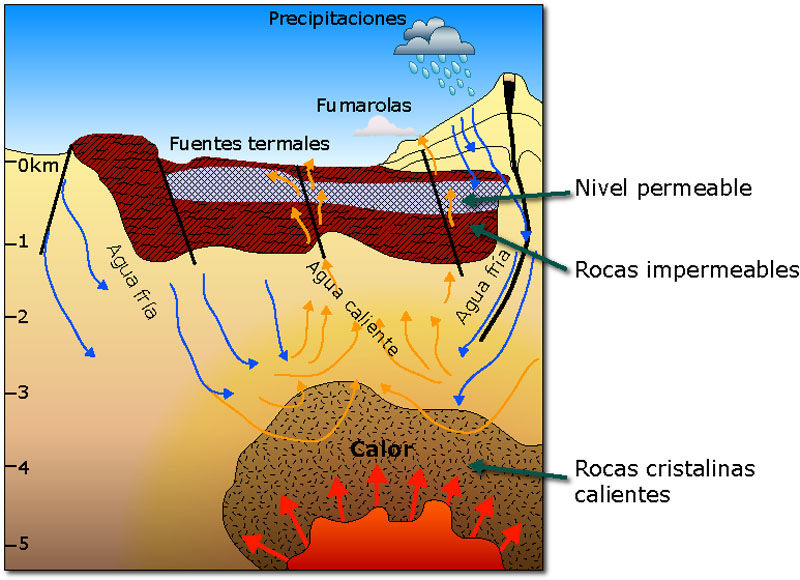 Precipitaciones
Fumarolas
Fuentes termales
0km
-1
-2
-3
-4
-5
Agua fría
Agua caliente
Agua fría
Calor
Nivel permeable
Rocas impermeables
Rocas cristalinas
calientes